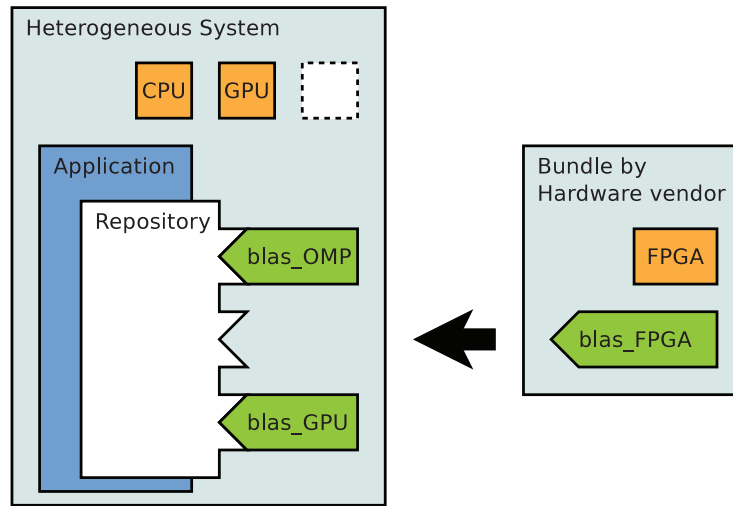 Heterogeneous System
CPU
GPU
Application
Repository
blas_OMP
blas_GPU
Bundle by
Hardware vendor
FPGA
blas_FPGA